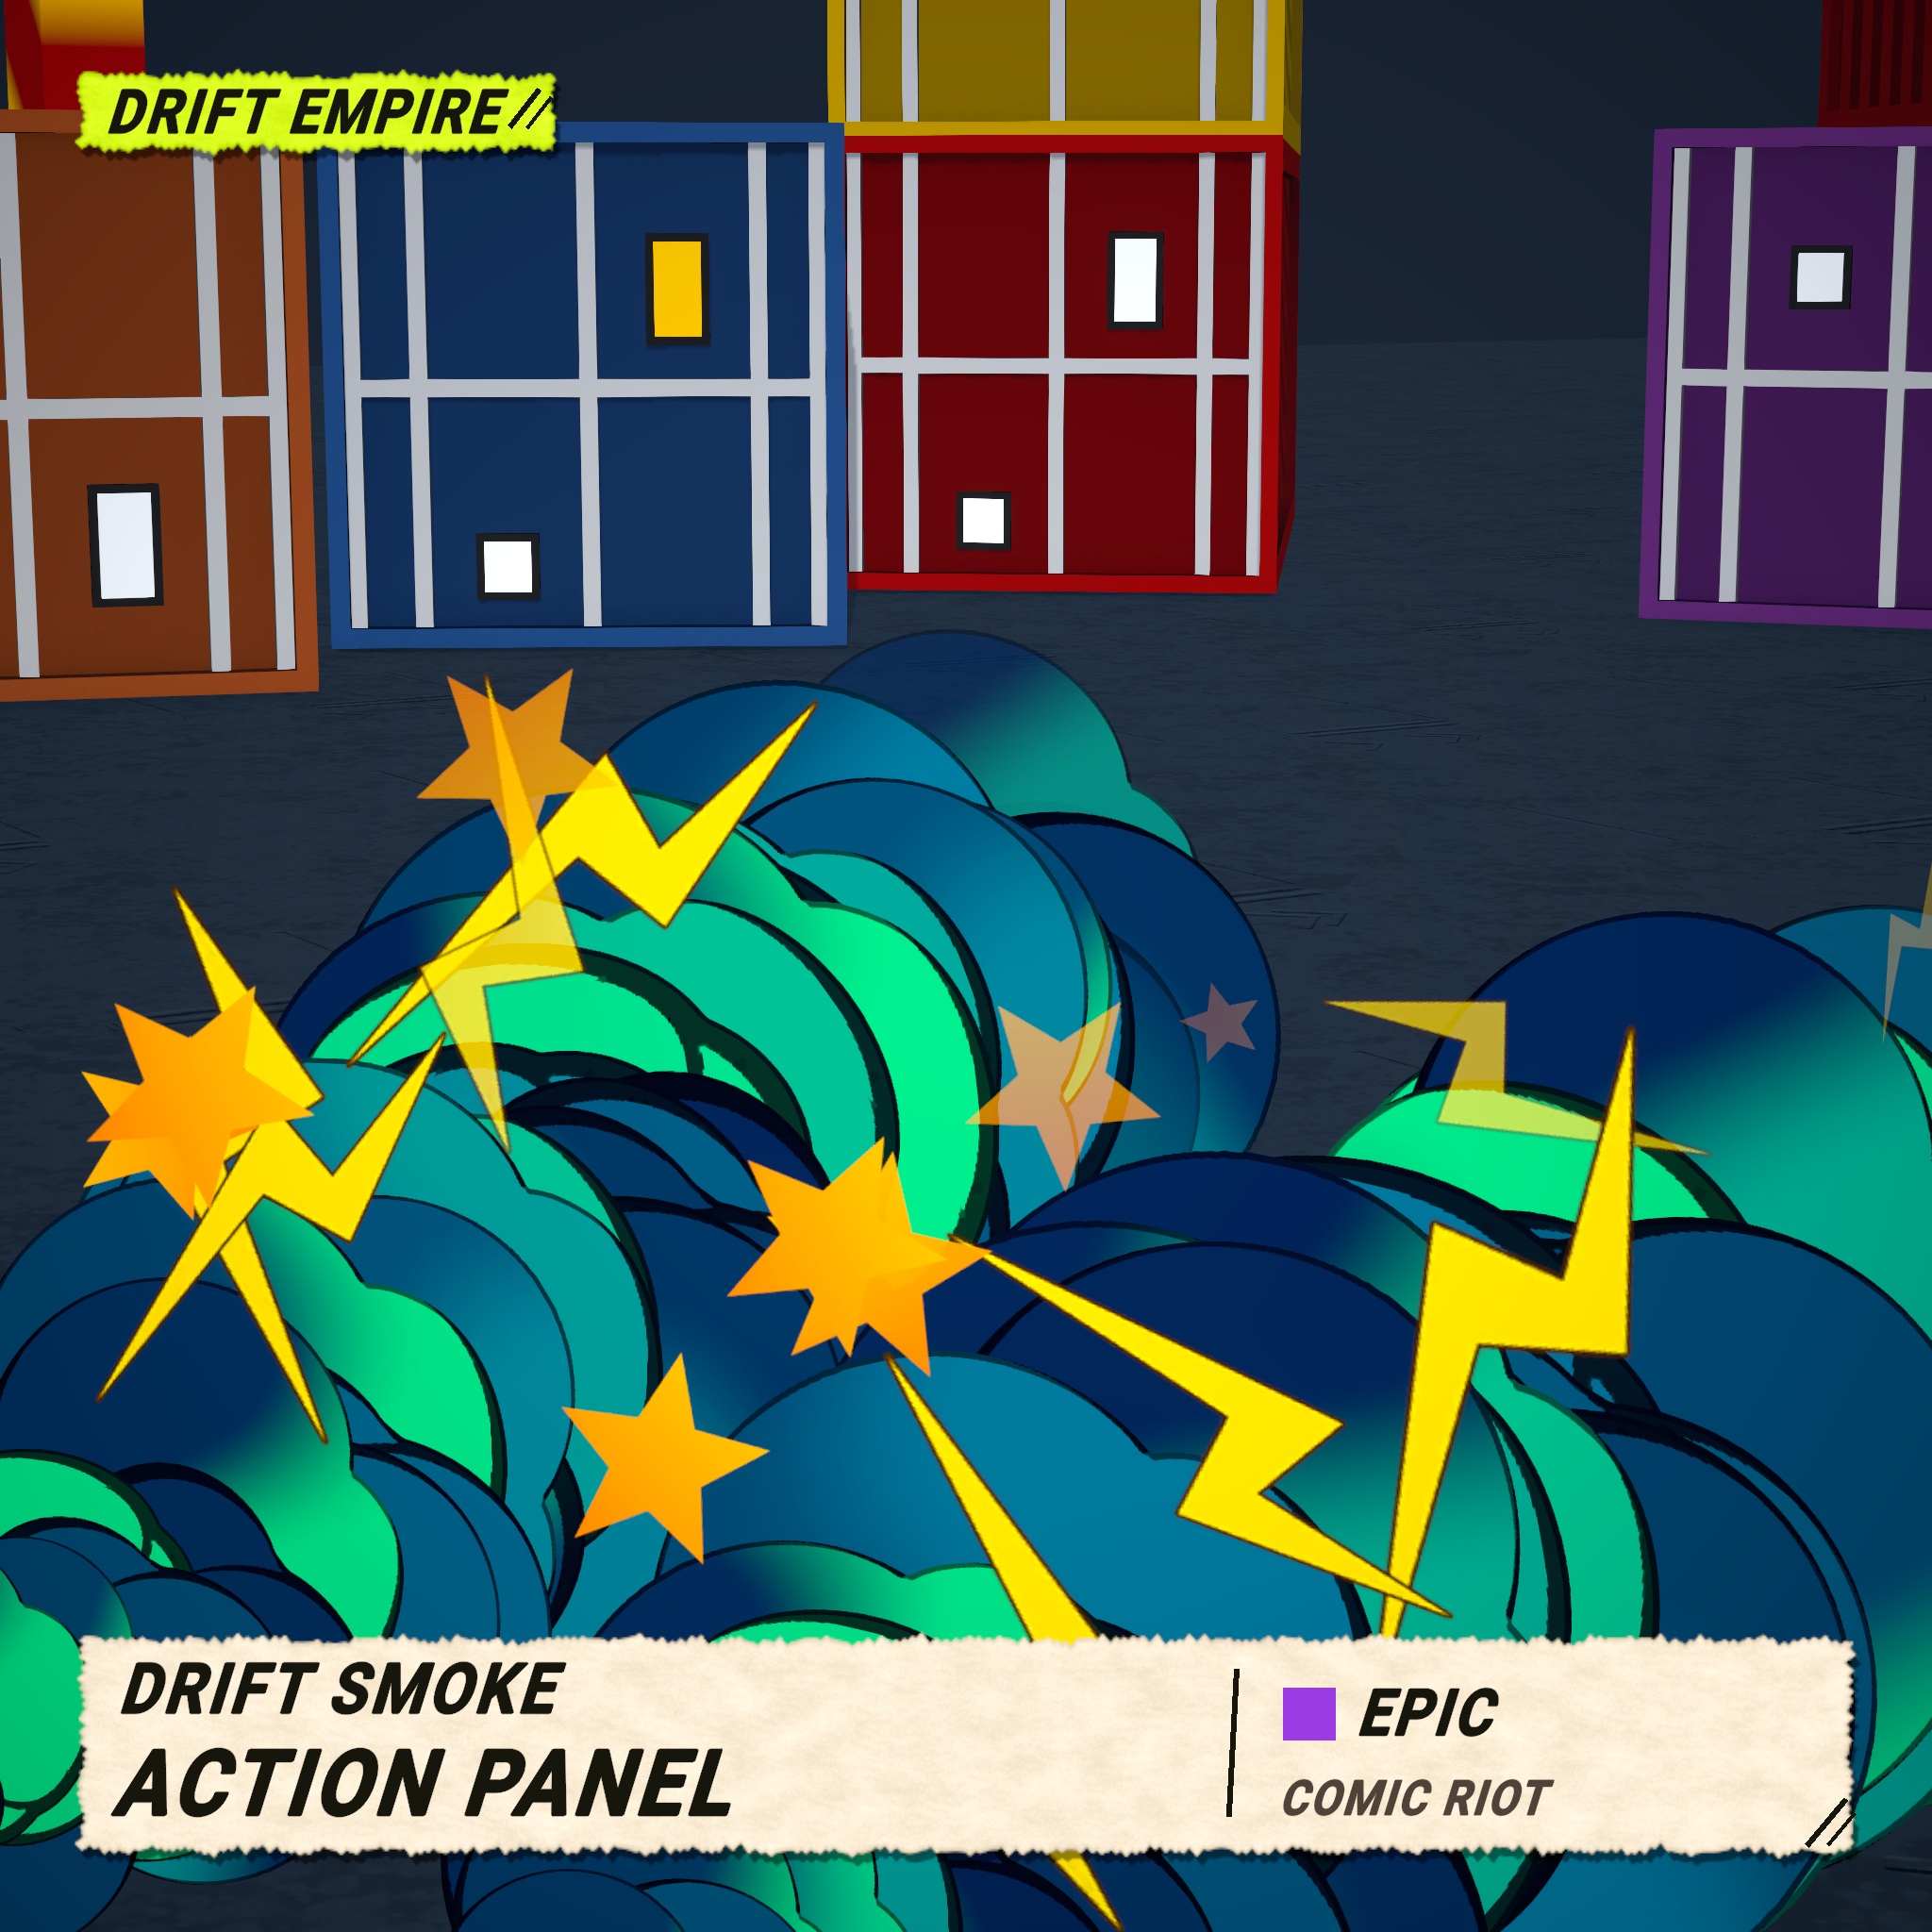 DRIFT EMPIRE//
DRIFT SMOKE
ACTION PANEL
EPIC
COMIC RIOT